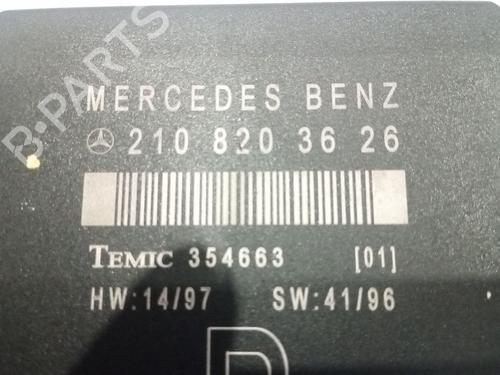 B-PARTS
MERCEDES BENZ
210 820 36 26
TEMIC 354663 [01]
HW:14/97 SW:41/96